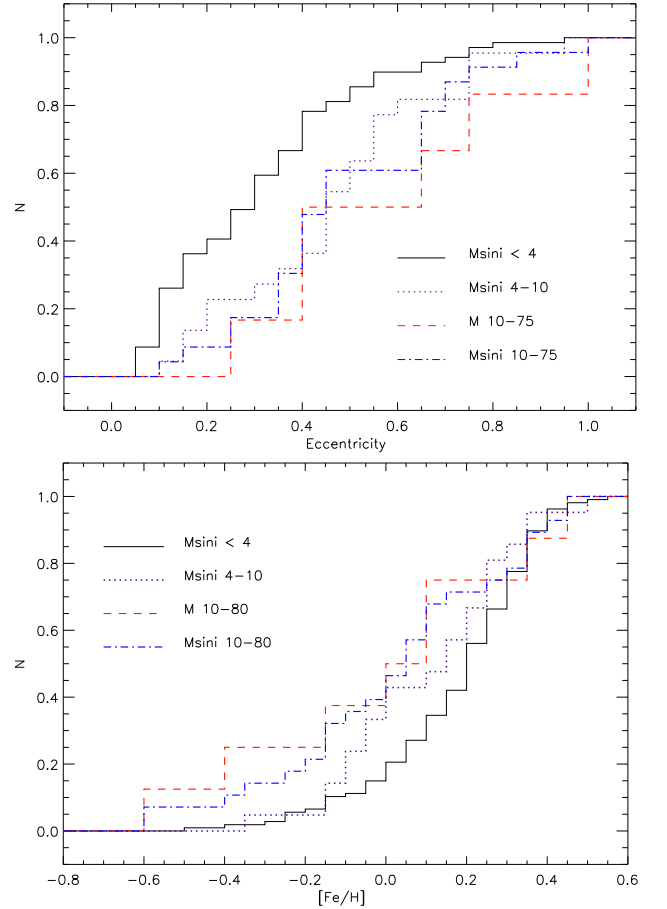 1.0
0.8
0.6
0.4
0.2
0.0
N
Msini < 4
Msini 4-10
M 10-75
Msini 10-75
0.0 0.2 0.4 0.6 0.8 1.0
Eccentricity
1.0
0.8
0.6
0.4
0.2
0.0
N
Msini < 4
Msini 4-10
M 10-80
Msini 10-80
-0.8 -0.6 -0.4 -0.2 0.0 0.2 0.4 0.6
[Fe/H]